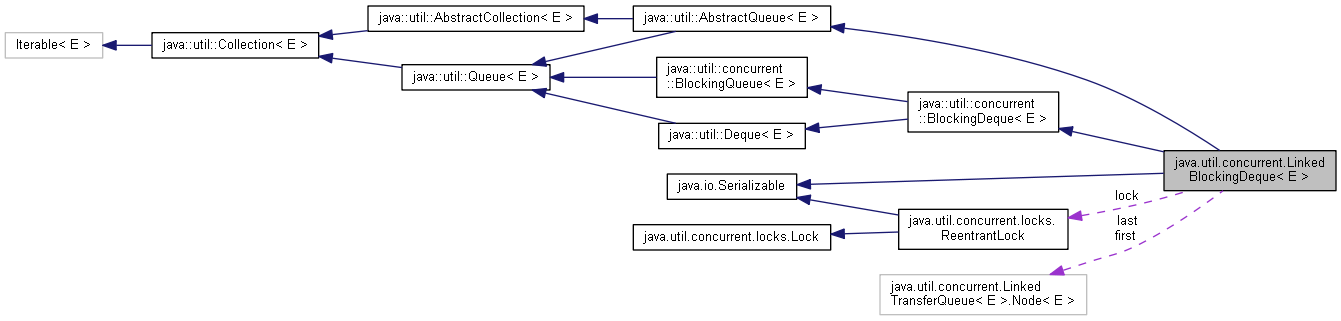 java::util::AbstractCollection< E >
java::util::AbstractQueue< E >
Iterable< E >
java::util::Collection< E >
java::util::Queue< E >
java::util::concurrent
::BlockingQueue< E >
java::util::concurrent
::BlockingDeque< E >
java::util::Deque< E >
java.util.concurrent.Linked
BlockingDeque< E >
java.io.Serializable
lock
java.util.concurrent.locks.
ReentrantLock
java.util.concurrent.locks.Lock
last
first
java.util.concurrent.Linked
TransferQueue< E >.Node< E >